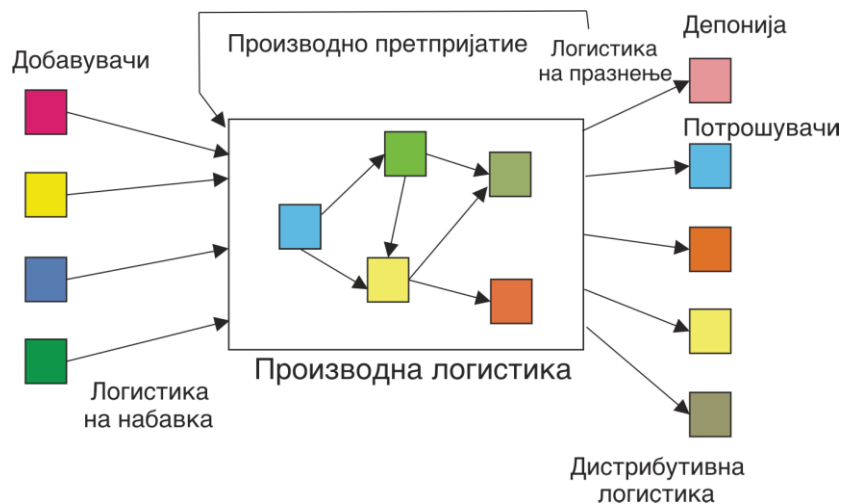 Добавувачи
Производно претпријатие
Логистика
на празнење
Депонија
Потрошувачи
Производна логистика
Логистика
на набавка
Дистрибутивна
логистика